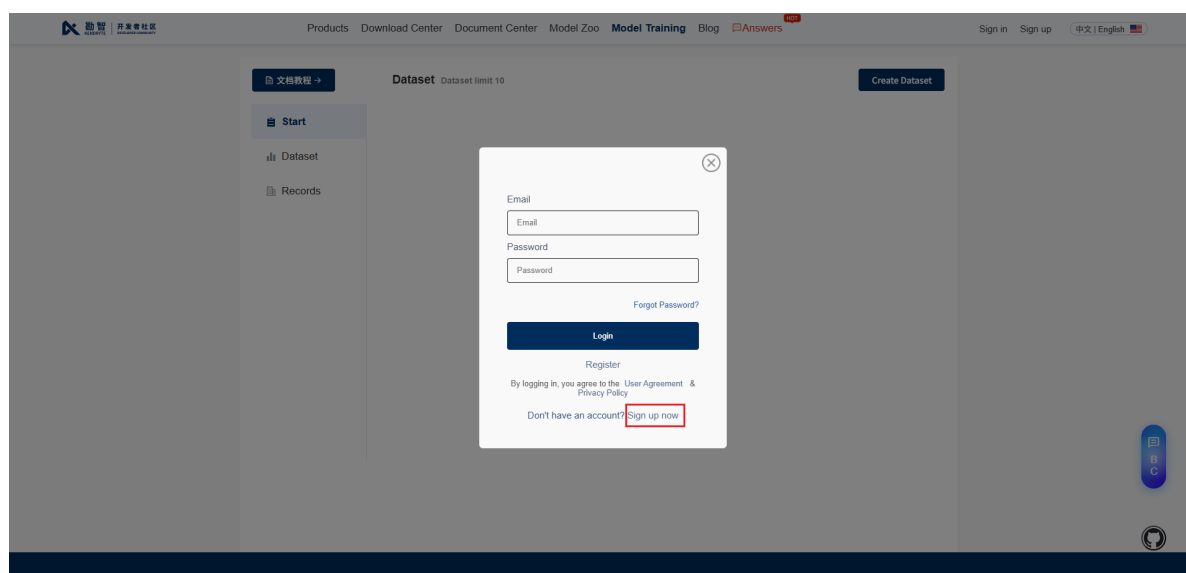 勘智 | 开发者社区
KENDRYTE DEVELOPER COMMUNITY
Products Download Center Document Center Model Zoo Model Training Blog Answers HOT
Sign in Sign up 中文 | English
文档教程 →
Dataset Dataset limit 10
Create Dataset
Start
Dataset
Records
Email
Email
Password
Password
Forgot Password?
Login
Register
By logging in, you agree to the User Agreement &
Privacy Policy
Don't have an account? Sign up now
B
C